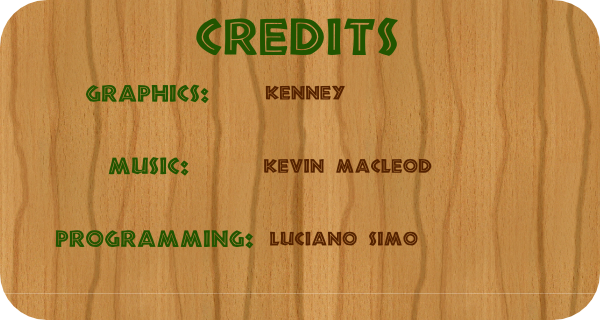 CREDITS
GRAPHICS: KENNEY
MUSIC: KEVIN MACLEOD
PROGRAMMING: LUCIANO SIMO